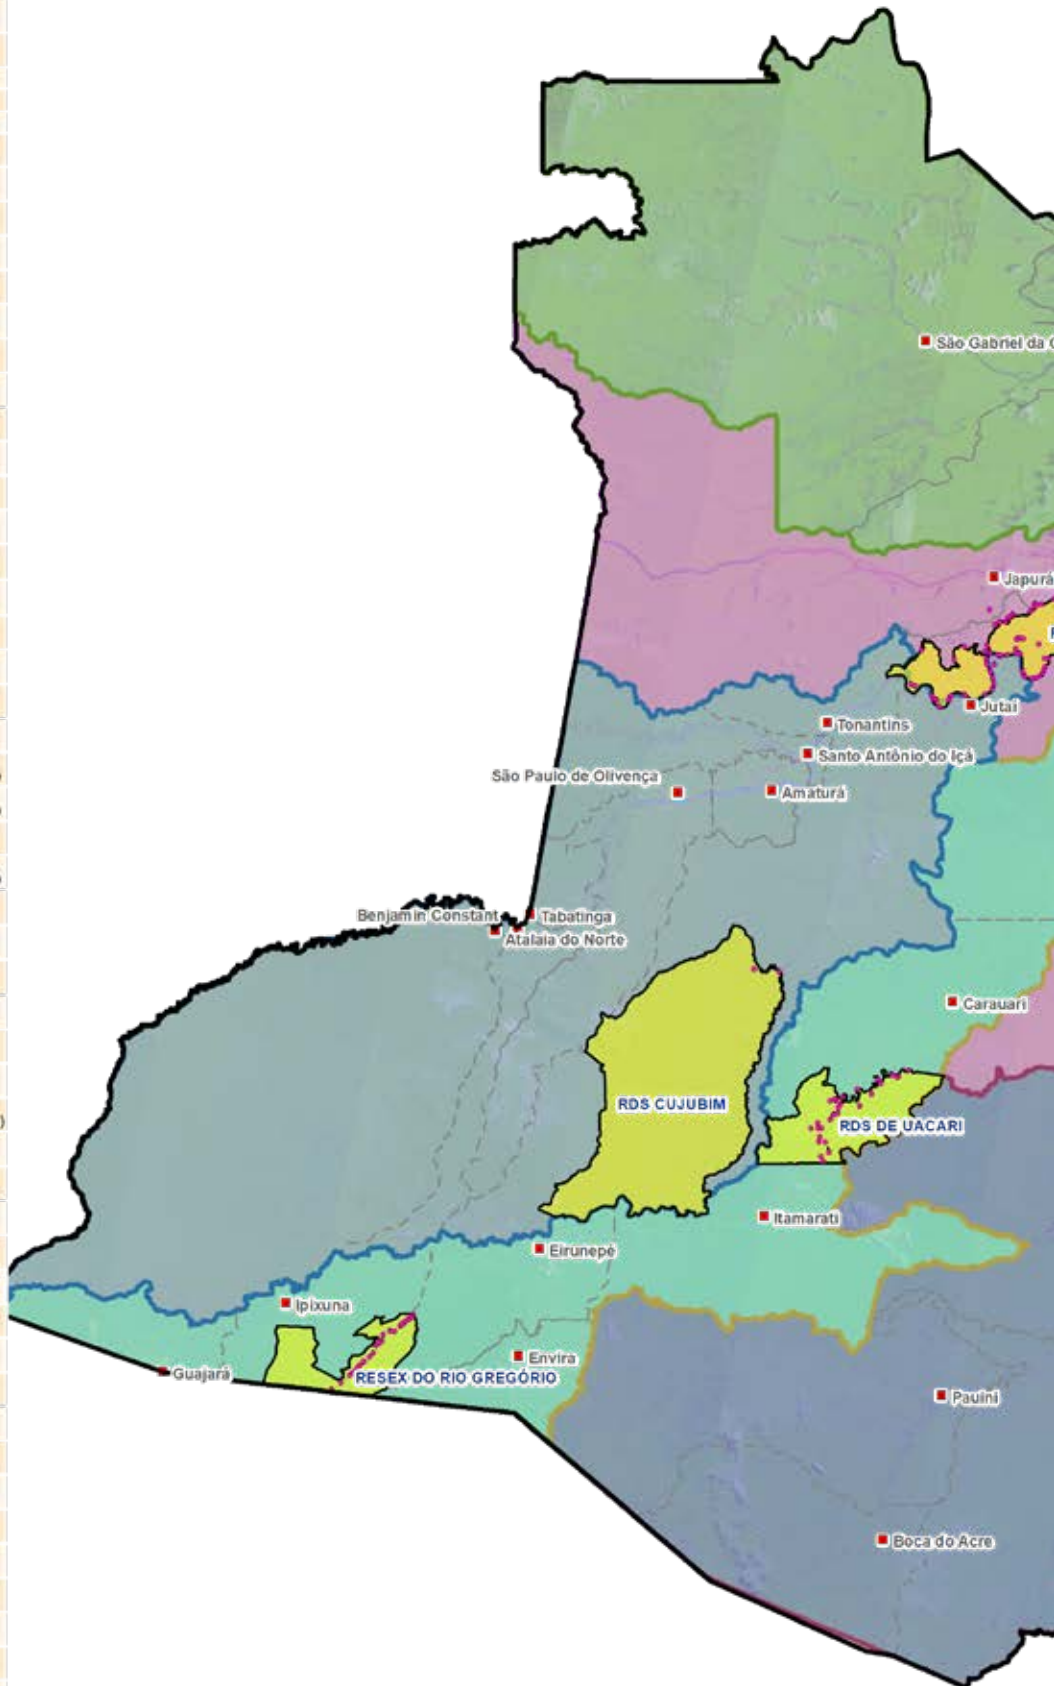 São Gabriel da C
Japurá
Jutaí
Tonantins
Santo Antônio do Içá
São Paulo de Olivença
Amaturá
Benjamin Constant
Tabatinga
Atalaia do Norte
Carauari
RDS CUJUBIM
RDS DE UACARI
Itamarati
Eirunepé
Ipixuna
Envira
Guajará
RESEX DO RIO GREGÓRIO
Pauini
Boca do Acre